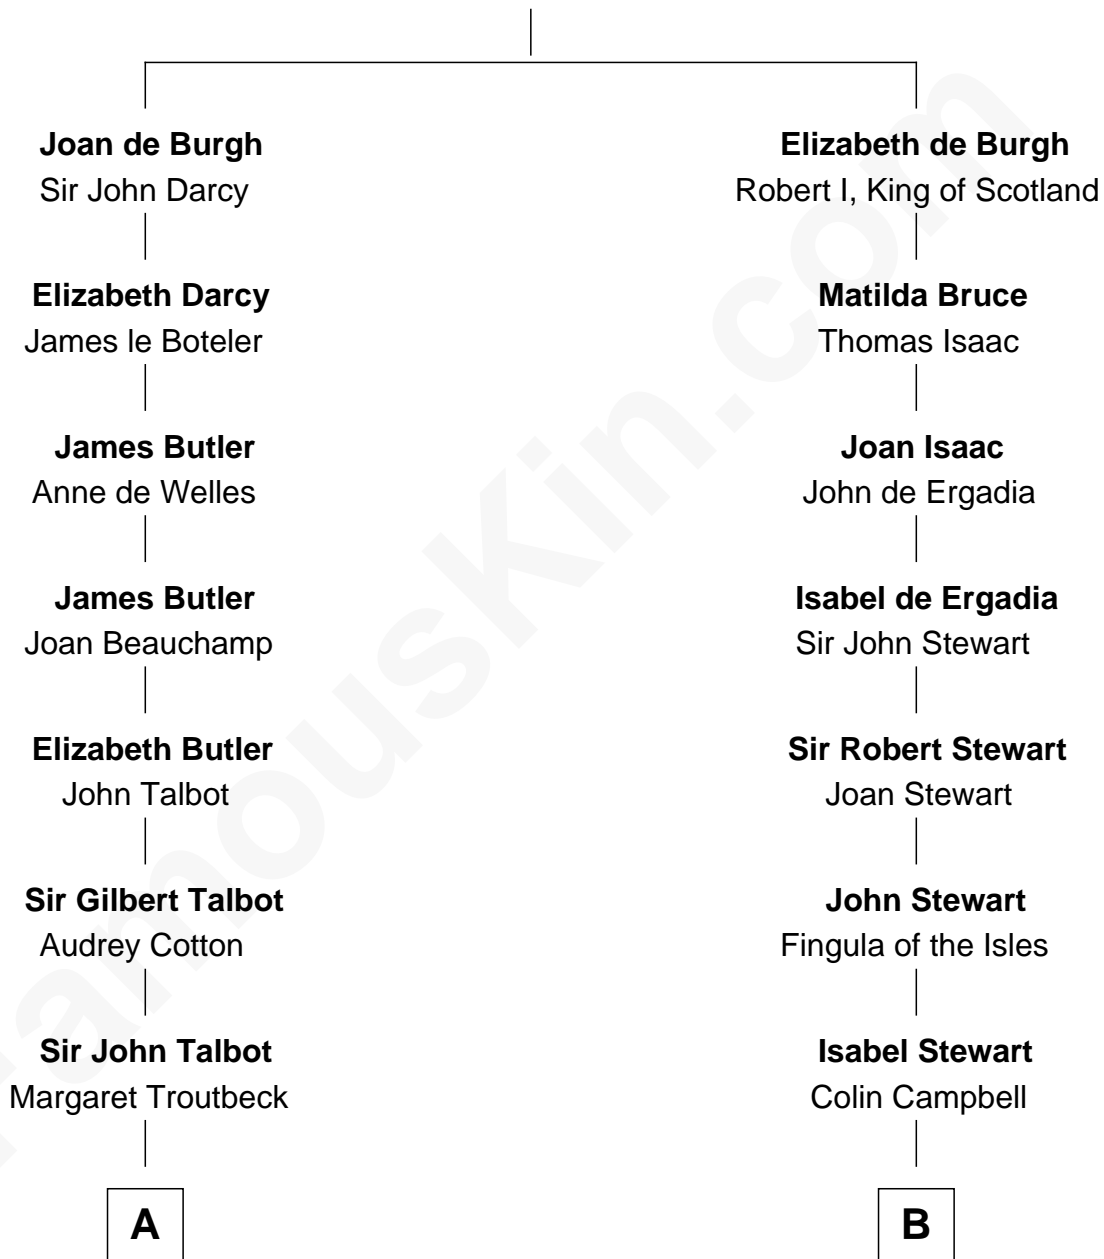 Joan de Burgh
Sir John Darcy
Elizabeth Darcy
James le Boteler
James Butler
Anne de Welles
James Butler
Joan Beauchamp
Elizabeth Butler
John Talbot
Sir Gilbert Talbot
Audrey Cotton
Sir John Talbot
Margaret Troutbeck
A
Elizabeth de Burgh
Robert I, King of Scotland
Matilda Bruce
Thomas Isaac
Joan Isaac
John de Ergadia
Isabel de Ergadia
Sir John Stewart
Sir Robert Stewart
Joan Stewart
John Stewart
Fingula of the Isles
Isabel Stewart
Colin Campbell
B
FamousKin.com